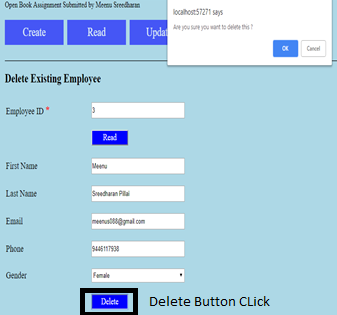 Open Book Assignment Submitted by Meenu Sreedharan
localhost:57271 says
Are you sure you want to delete this ?
OK Cancel
Create Read Updat
Delete Existing Employee
Employee ID * 3
Read
First Name Meenu
Last Name Sreedharan Pillai
Email meenus088@gmail.com
Phone 9446117938
Gender Female
Delete Delete Button CLick